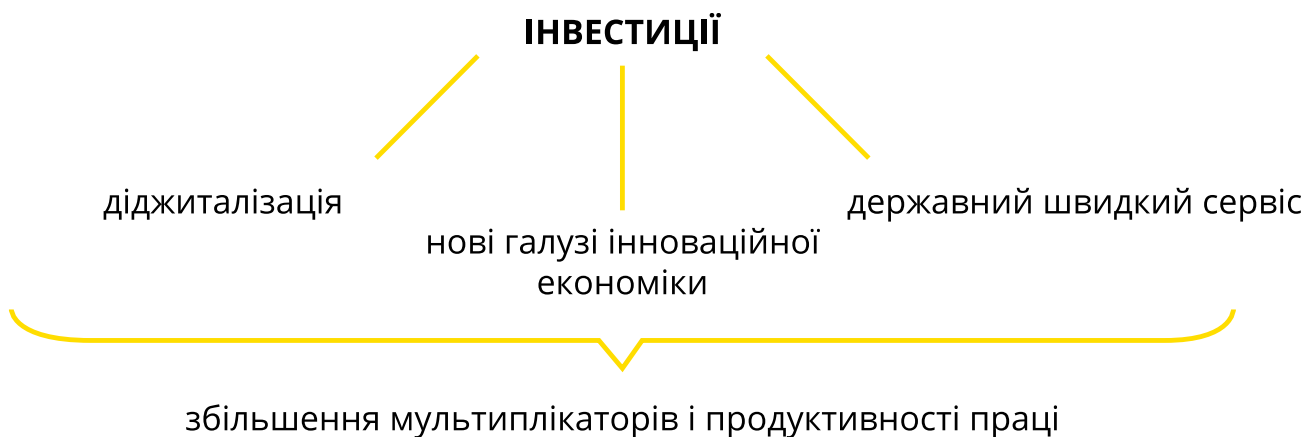 ІНВЕСТИЦІЇ
діджиталізація
нові галузі інноваційної
економіки
державний швидкий сервіс
збільшення мультиплікаторів і продуктивності праці